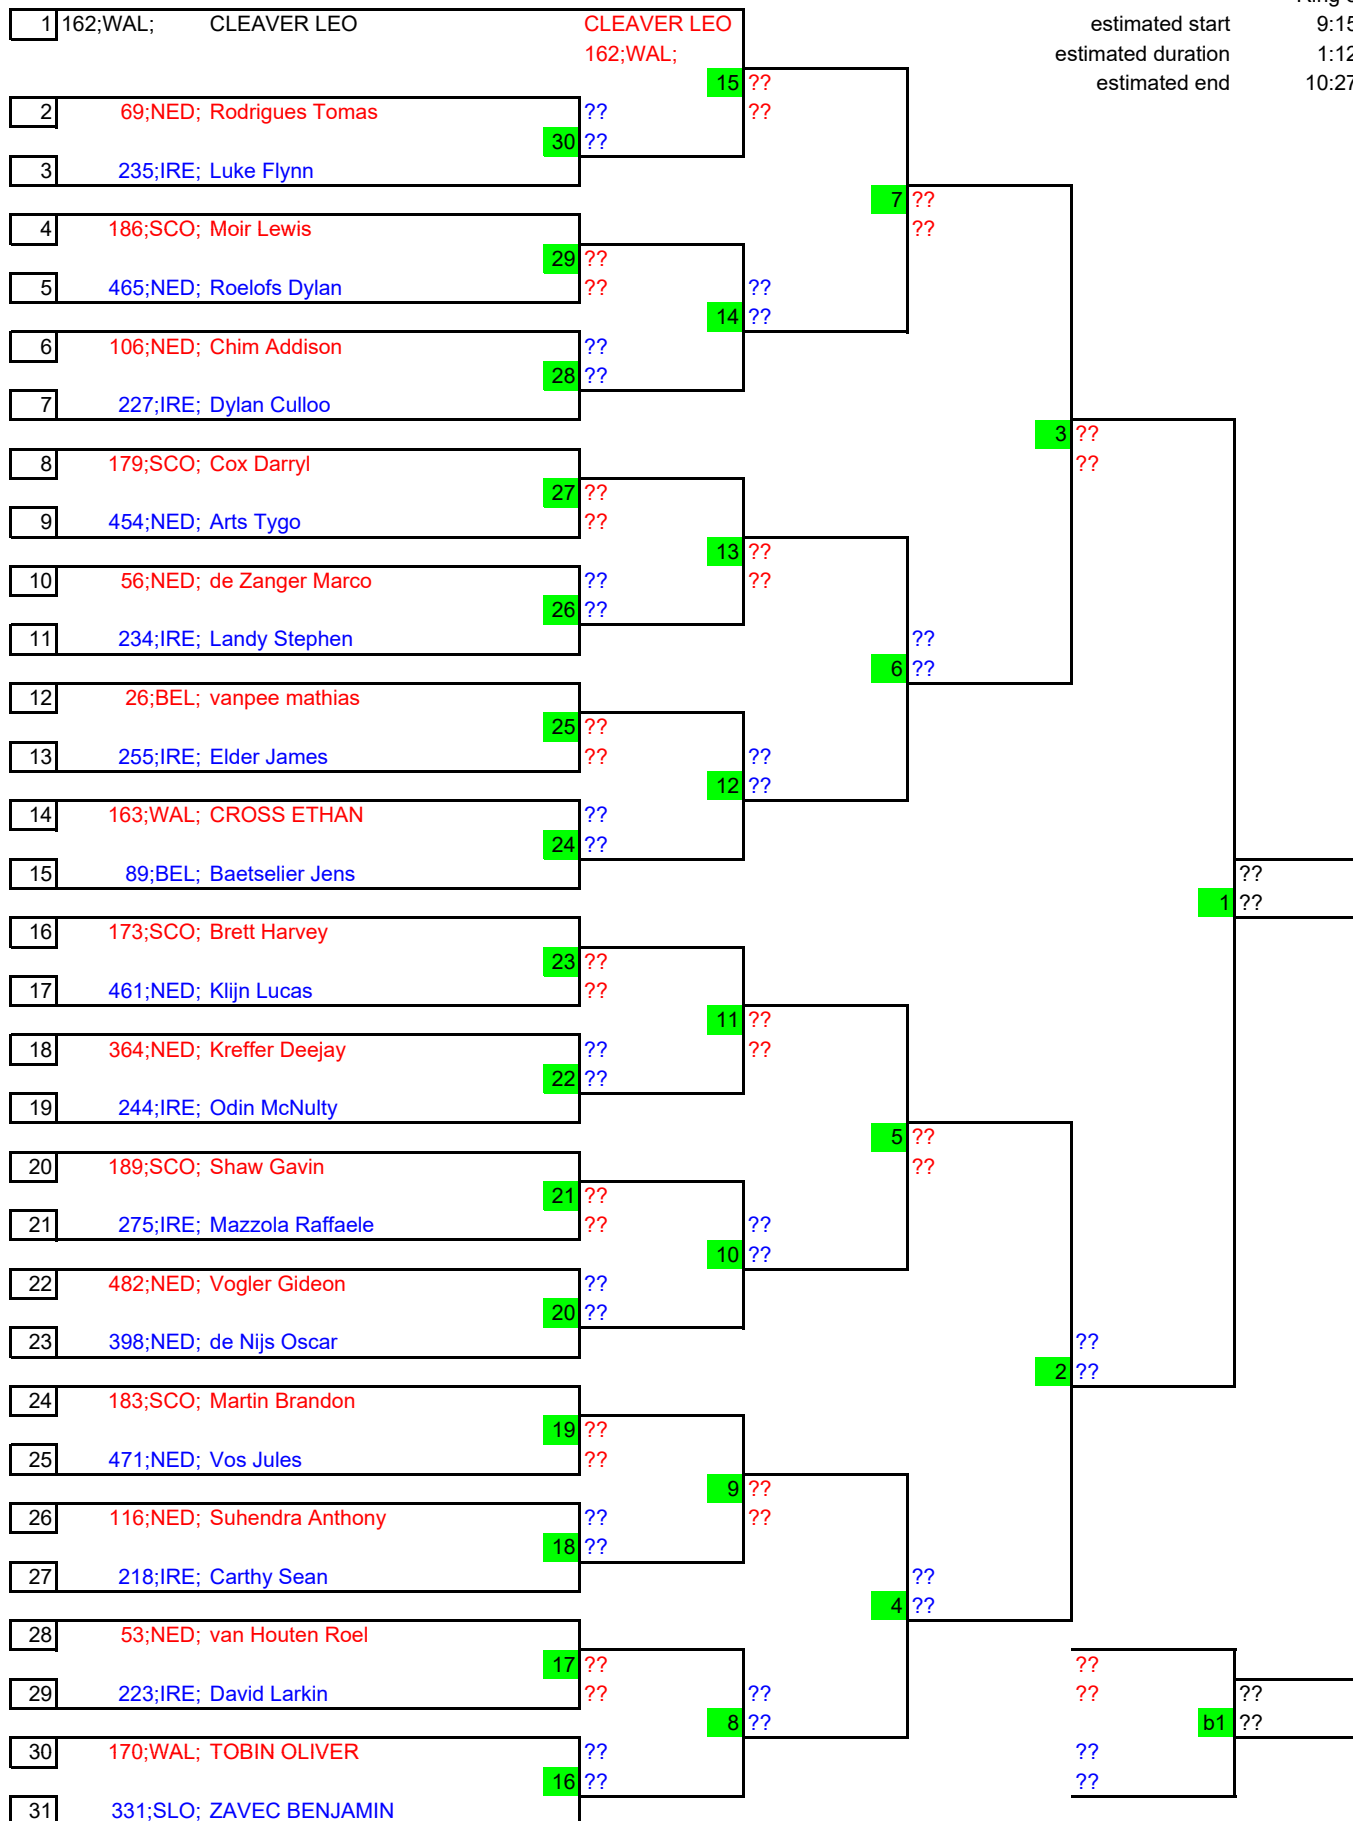 1 162;WAL; CLEAVER LEO CLEAVER LEO estimated start 9:15
162;WAL; estimated duration 1:12
15 ?? estimated end 10:27
2 69;NED; Rodrigues Tomas ?? ??
30 ??
3 235;IRE; Luke Flynn
7 ??
4 186;SCO; Moir Lewis ??
29 ??
5 465;NED; Roelofs Dylan ?? ??
14 ??
6 106;NED; Chim Addison ??
28 ??
7 227;IRE; Dylan Culloo
3 ??
8 179;SCO; Cox Darryl ??
27 ??
9 454;NED; Arts Tygo ??
13 ??
10 56;NED; de Zanger Marco ?? ??
26 ??
11 234;IRE; Landy Stephen ??
6 ??
12 26;BEL; vanpee mathias
25 ??
13 255;IRE; Elder James ?? ??
12 ??
14 163;WAL; CROSS ETHAN ??
24 ??
15 89;BEL; Baetselier Jens ??
1 ??
16 173;SCO; Brett Harvey
23 ??
17 461;NED; Klijn Lucas ??
11 ??
18 364;NED; Kreffer Deejay ?? ??
22 ??
19 244;IRE; Odin McNulty
5 ??
20 189;SCO; Shaw Gavin ??
21 ??
21 275;IRE; Mazzola Raffaele ?? ??
10 ??
22 482;NED; Vogler Gideon ??
20 ??
23 398;NED; de Nijs Oscar ??
2 ??
24 183;SCO; Martin Brandon
19 ??
25 471;NED; Vos Jules ??
9 ??
26 116;NED; Suhendra Anthony ?? ??
18 ??
27 218;IRE; Carthy Sean ??
4 ??
28 53;NED; van Houten Roel
17 ?? ??
29 223;IRE; David Larkin ?? ?? ?? ??
8 ?? b1 ??
30 170;WAL; TOBIN OLIVER ?? ??
16 ?? ??
31 331;SLO; ZAVEC BENJAMIN